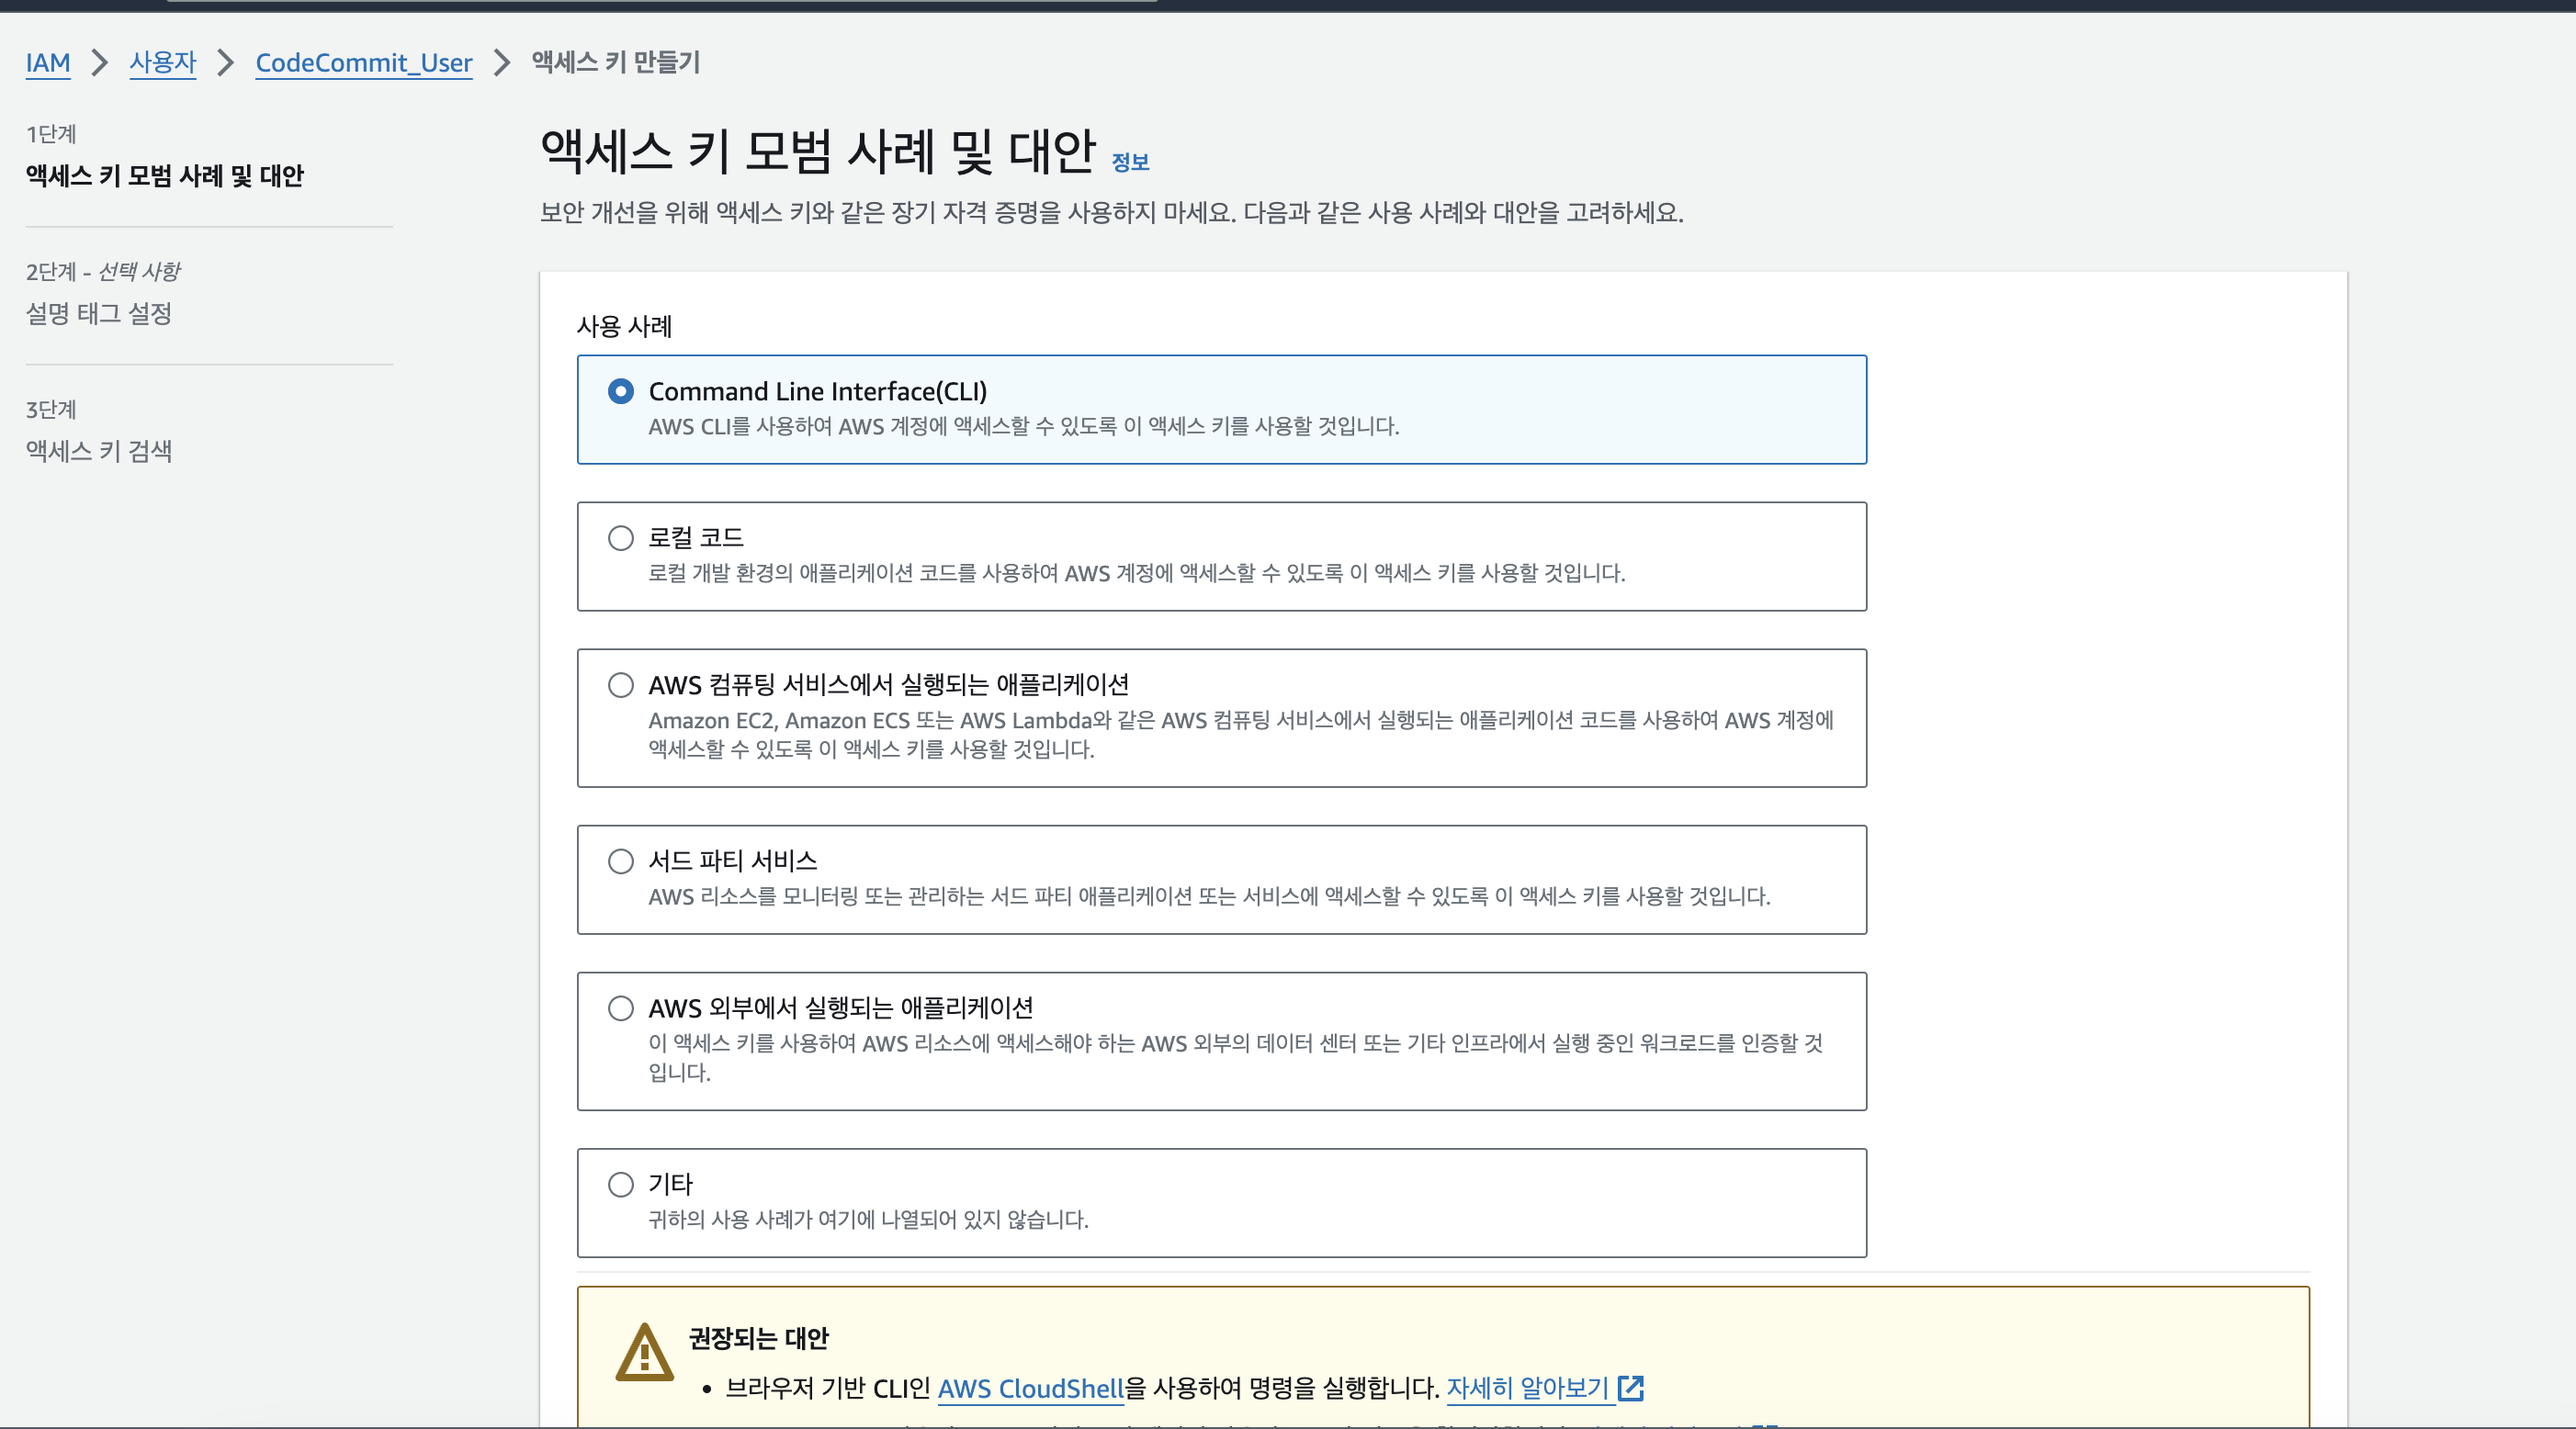 IAM > 사용자 > CodeCommit_User > 액세스 키 만들기
1단계
액세스 키 모범 사례 및 대안
2단계 - 선택 사항
설명 태그 설정
3단계
액세스 키 검색
액세스 키 모범 사례 및 대안 정보
보안 개선을 위해 액세스 키와 같은 장기 자격 증명을 사용하지 마세요. 다음과 같은 사용 사례와 대안을 고려하세요.
사용 사례
Command Line Interface(CLI)
AWS CLI를 사용하여 AWS 계정에 액세스할 수 있도록 이 액세스 키를 사용할 것입니다.
로컬 코드
로컬 개발 환경의 애플리케이션 코드를 사용하여 AWS 계정에 액세스할 수 있도록 이 액세스 키를 사용할 것입니다.
AWS 컴퓨팅 서비스에서 실행되는 애플리케이션
Amazon EC2, Amazon ECS 또는 AWS Lambda와 같은 AWS 컴퓨팅 서비스에서 실행되는 애플리케이션 코드를 사용하여 AWS 계정에
액세스할 수 있도록 이 액세스 키를 사용할 것입니다.
서드 파티 서비스
AWS 리소스를 모니터링 또는 관리하는 서드 파티 애플리케이션 또는 서비스에 액세스할 수 있도록 이 액세스 키를 사용할 것입니다.
AWS 외부에서 실행되는 애플리케이션
이 액세스 키를 사용하여 AWS 리소스에 액세스해야 하는 AWS 외부의 데이터 센터 또는 기타 인프라에서 실행 중인 워크로드를 인증할 것
입니다.
기타
귀하의 사용 사례가 여기에 나열되어 있지 않습니다.
권장되는 대안
• 브라우저 기반 CLI인 AWS CloudShell을 사용하여 명령을 실행합니다. 자세히 알아보기